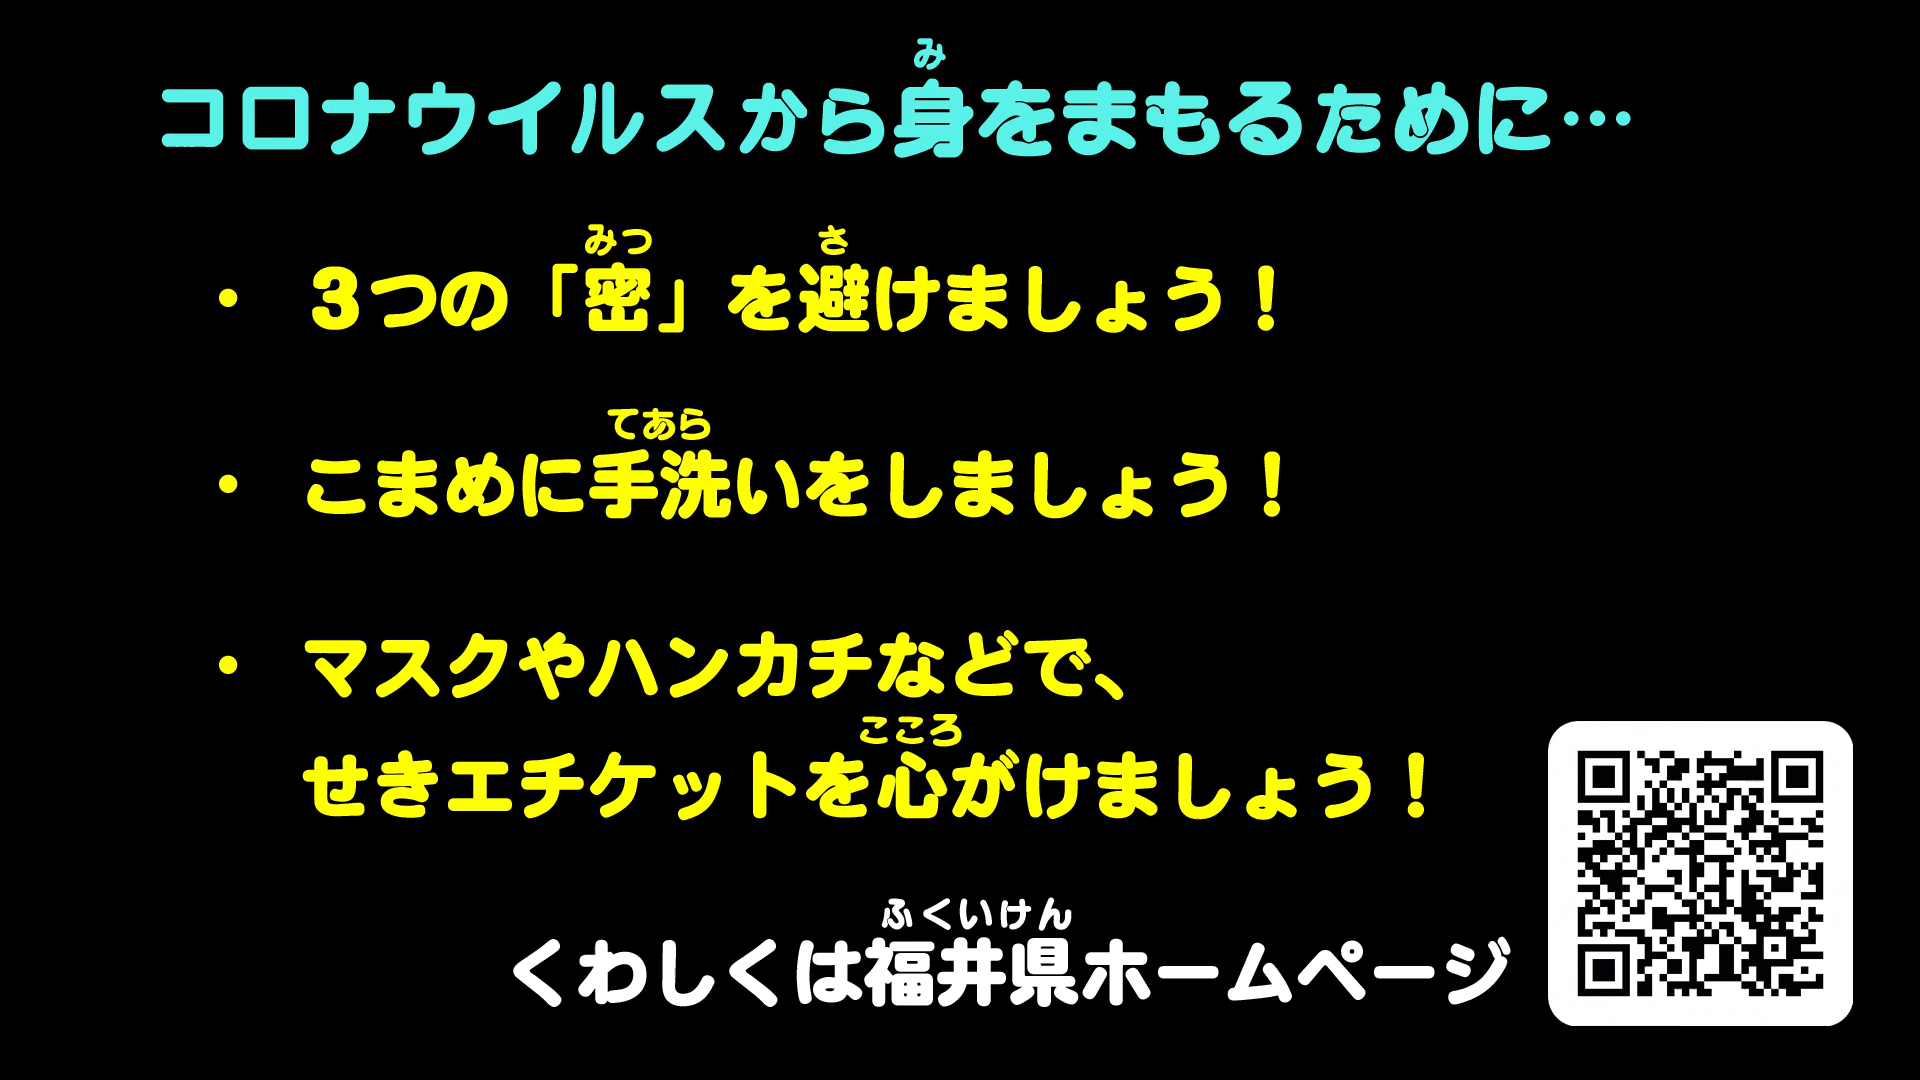 み
コロナウイルスから身をまもるために…
みつ さ
・ ３つの「密」を避けましょう！
てあら
・ こまめに手洗いをしましょう！
・ マスクやハンカチなどで、
こころ
せきエチケットを心がけましょう！
ふくいけん
くわしくは福井県ホームページ